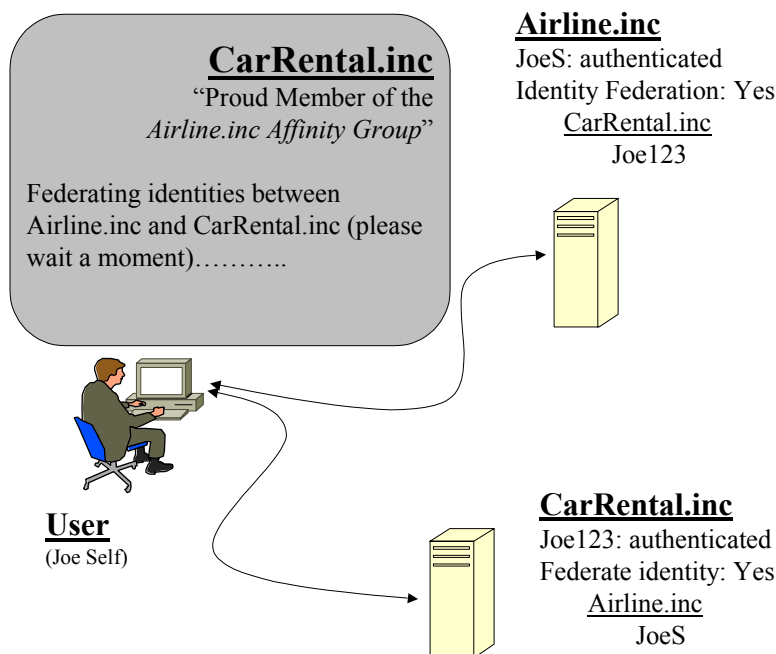 CarRental.inc
“Proud Member of the
Airline.inc Affinity Group”
Federating identities between
Airline.inc and CarRental.inc (please
wait a moment)………..
Airline.inc
JoeS: authenticated
Identity Federation: Yes
CarRental.inc
Joe123
User
(Joe Self)
CarRental.inc
Joe123: authenticated
Federate identity: Yes
Airline.inc
JoeS